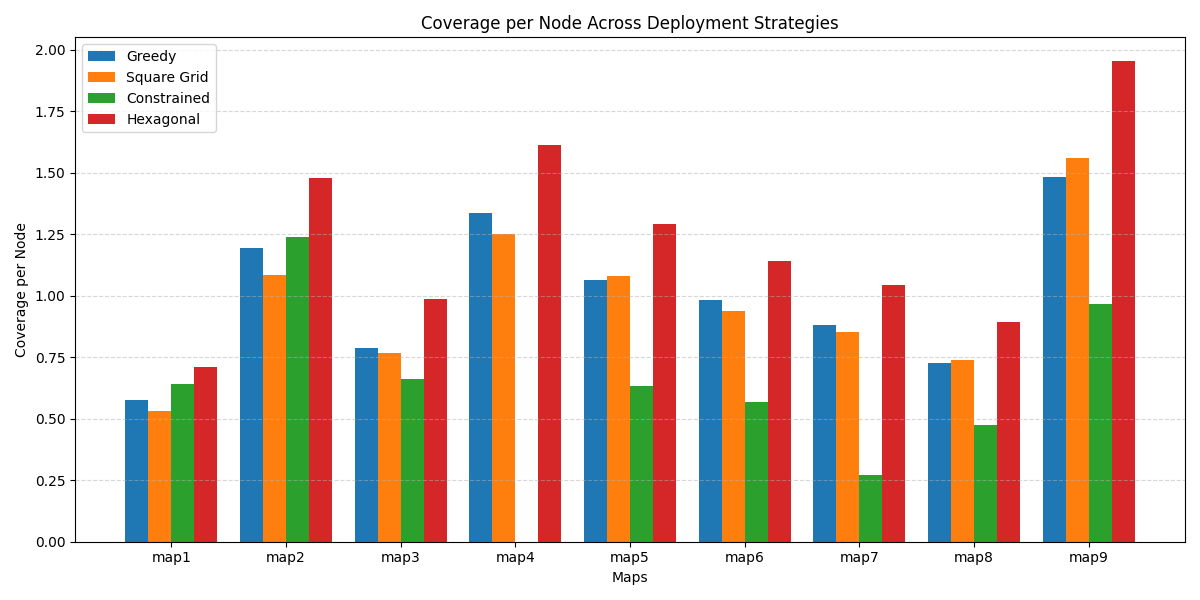 Coverage per Node Across Deployment Strategies
Greedy
Square Grid
Constrained
Hexagonal
Coverage per Node
2.00
1.75
1.50
1.25
1.00
0.75
0.50
0.25
0.00
map1 map2 map3 map4 map5 map6 map7 map8 map9
Maps